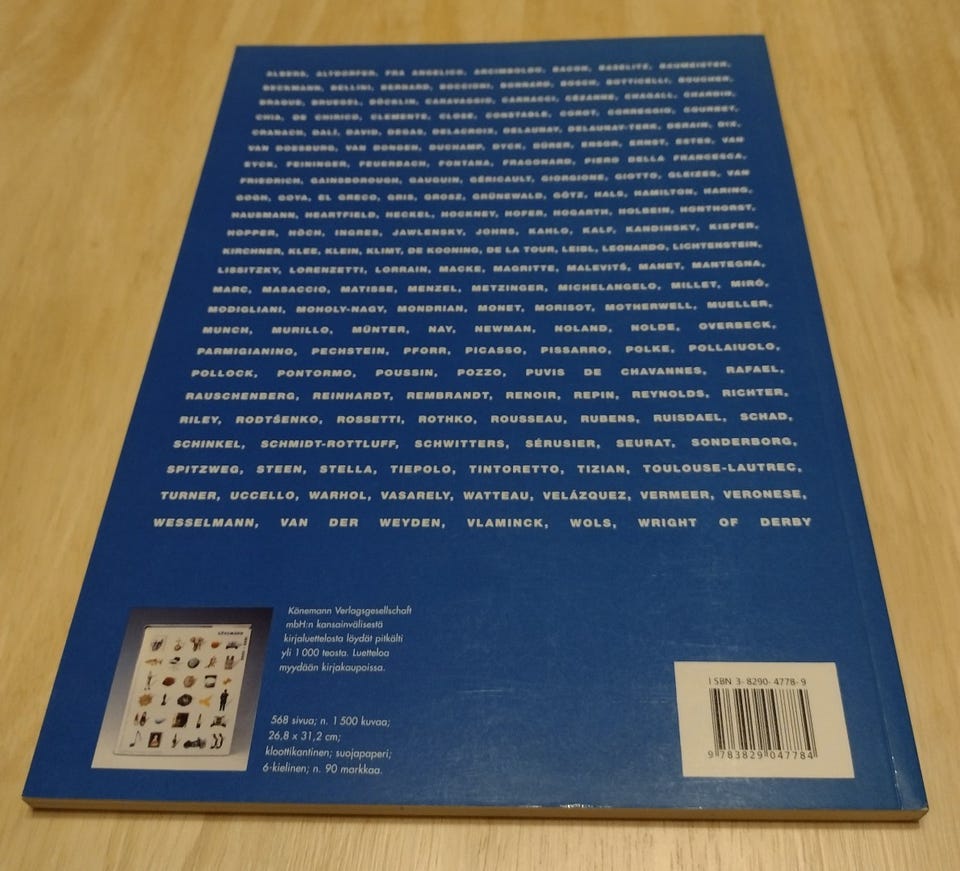 ALBERS, ALTDORFER, FRA ANGELICO, ARCIMBOLDO, BACON, BASELITZ, BAUMEISTER,
BECKMANN, BELLINI, BERNARD, BOCCIONI, BONNARD, BOSCH, BOTTICELLI, BOUCHER,
BRAQUE, BRUEGEL, BÖCKLIN, CARAVAGGIO, CARRACCI, CÉZANNE, CHAGALL, CHARDIN,
CHIA, DE CHIRICO, CLEMENTE, CLOSE, CONSTABLE, COROT, CORREGGIO, COURBET,
CRANACH, DALÍ, DAVID, DEGAS, DELACROIX, DELAUNAY, DELAUNAY-TERK, DERAIN, DIX,
VAN DOESBURG, VAN DONGEN, DUCHAMP, DYCK, DÜRER, ENSOR, ERNST, ESTES, VAN
EYCK, FEININGER, FEUERBACH, FONTANA, FRAGONARD, PIERO DELLA FRANCESCA,
FRIEDRICH, GAINSBOROUGH, GAUGUIN, GÉRICAULT, GIORGIONE, GIOTTO, GLEIZES, VAN
GOGH, GOYA, EL GRECO, GRIS, GROSZ, GRÜNEWALD, GÖTZ, HALS, HAMILTON, HARING,
HAUSMANN, HEARTFIELD, HECKEL, HOCKNEY, HOFER, HOGARTH, HOLBEIN, HONTHORST,
HOPPER, HÖCH, INGRES, JAWLENSKY, JOHNS, KAHLO, KALF, KANDINSKY, KIEFER,
KIRCHNER, KLEE, KLEIN, KLIMT, DE KOONING, DE LA TOUR, LEIBL, LEONARDO, LICHTENSTEIN,
LISSITZKY, LORENZETTI, LORRAIN, MACKE, MAGRITTE, MALEVITŠ, MANET, MANTEGNA,
MARC, MASACCIO, MATISSE, MENZEL, METZINGER, MICHELANGELO, MILLET, MIRÓ,
MODIGLIANI, MOHOLY-NAGY, MONDRIAN, MONET, MORISOT, MOTHERWELL, MUELLER,
MUNCH, MURILLO, MÜNTER, NAY, NEWMAN, NOLAND, NOLDE, OVERBECK,
PARMIGIANINO, PECHSTEIN, PFORR, PICASSO, PISSARRO, POLKE, POLLAIUOLO,
POLLOCK, PONTORMO, POUSSIN, POZZO, PUVIS DE CHAVANNES, RAFAEL,
RAUSCHENBERG, REINHARDT, REMBRANDT, RENOIR, REPIN, REYNOLDS, RICHTER,
RILEY, RODTŠENKO, ROSSETTI, ROTHKO, ROUSSEAU, RUBENS, RUISDAEL, SCHAD,
SCHINKEL, SCHMIDT-ROTTLUFF, SCHWITTERS, SÉRUSIER, SEURAT, SONDERBORG,
SPITZWEG, STEEN, STELLA, TIEPOLO, TINTORETTO, TIZIAN, TOULOUSE-LAUTREC,
TURNER, UCCELLO, WARHOL, VASARELY, WATTEAU, VELÁZQUEZ, VERMEER, VERONESE,
WESSELMANN, VAN DER WEYDEN, VLAMINCK, WOLS, WRIGHT OF DERBY
Könemann Verlagsgesellschaft
mbH:n kansainvälisestä
kirjaluettelosta löydät pitkälti
yli 1 000 teosta. Luetteloa
myydään kirjakaupoissa.
568 sivua; n. 1 500 kuvaa;
26,8 x 31,2 cm;
kloottikantinen; suojapaperi;
6-kielinen; n. 90 markkaa.
ISBN 3-8290-4778-9
9 783829 047784